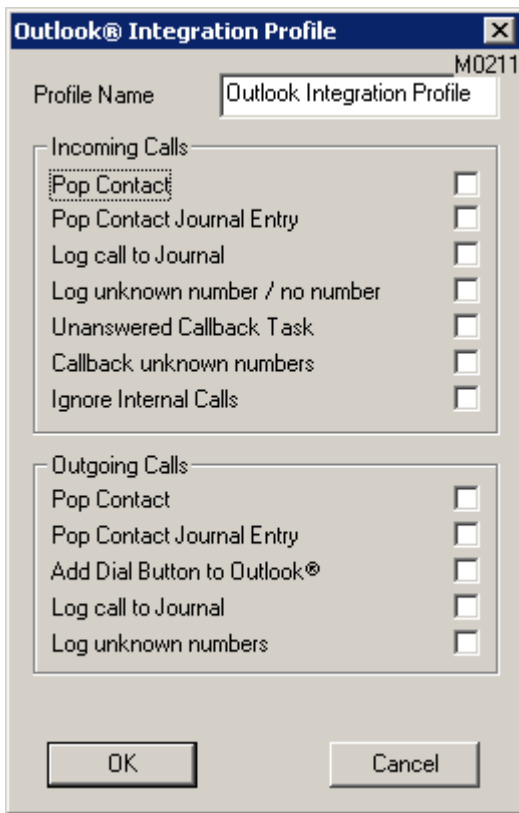 Outlook® Integration Profile
M0211
Profile Name Outlook Integration Profile
Incoming Calls
Pop Contact
Pop Contact Journal Entry
Log call to Journal
Log unknown number / no number
Unanswered Callback Task
Callback unknown numbers
Ignore Internal Calls
Outgoing Calls
Pop Contact
Pop Contact Journal Entry
Add Dial Button to Outlook®
Log call to Journal
Log unknown numbers
OK Cancel